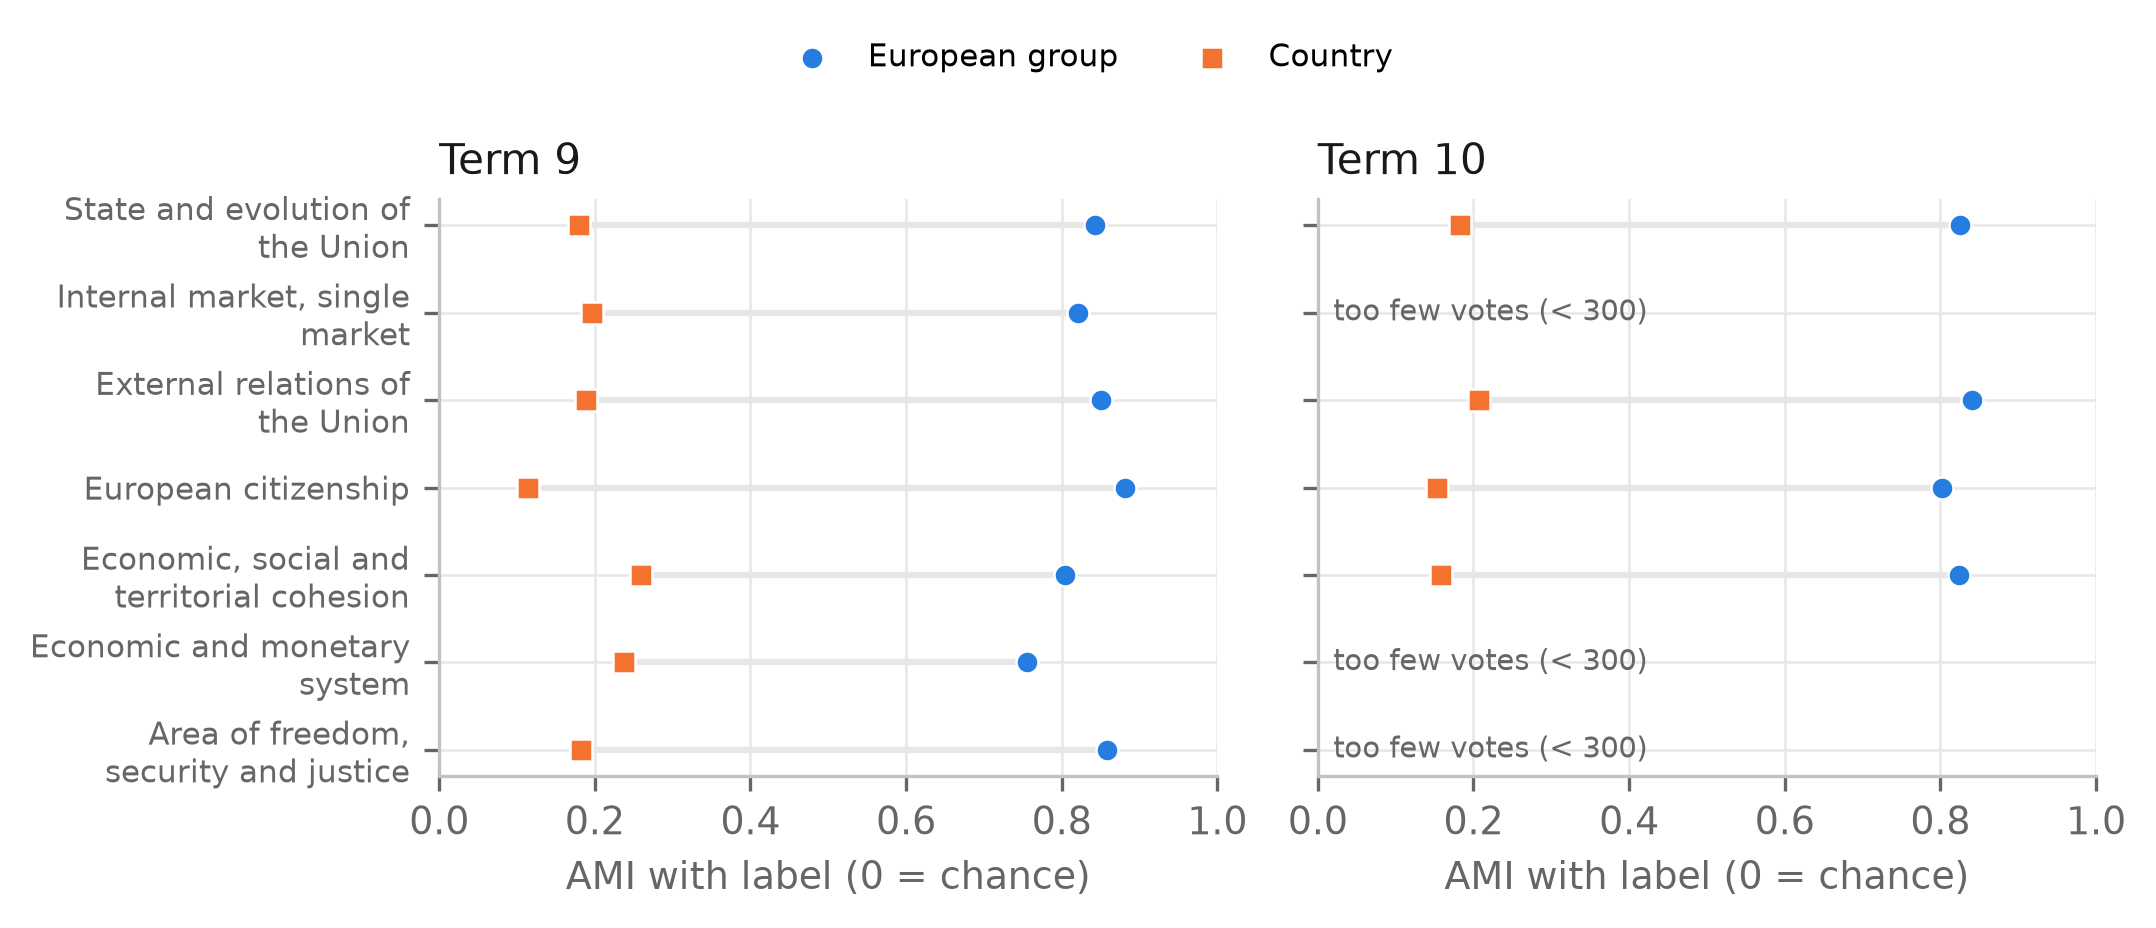 European group
Country
Term 9
Term 10
State and evolution of
the Union
Internal market, single
market
too few votes (< 300)
External relations of
the Union
European citizenship
Economic, social and
territorial cohesion
Economic and monetary
system
too few votes (< 300)
Area of freedom,
security and justice
too few votes (< 300)
0.0 0.2 0.4 0.6 0.8 1.0
0.0 0.2 0.4 0.6 0.8 1.0
AMI with label (0 = chance)
AMI with label (0 = chance)